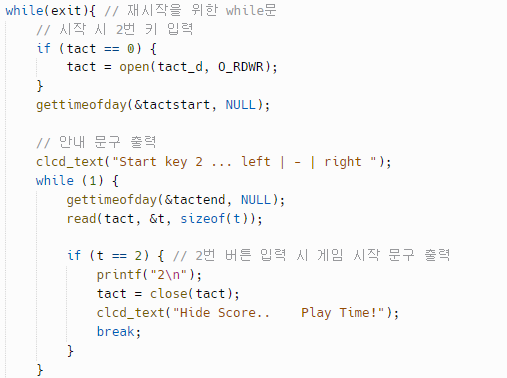 while(exit){ // 재시작을 위한 while문
// 시작 시 2번 키 입력
if (tact == 0) {
tact = open(tact_d, O_RDWR);
}
gettimeofday(&tactstart, NULL);
// 안내 문구 출력
clcd_text("Start key 2 ... left | - | right ");
while (1) {
gettimeofday(&tactend, NULL);
read(tact, &t, sizeof(t));
if (t == 2) { // 2번 버튼 입력 시 게임 시작 문구 출력
printf("2\n");
tact = close(tact);
clcd_text("Hide Score..    Play Time!");
break;
}
}